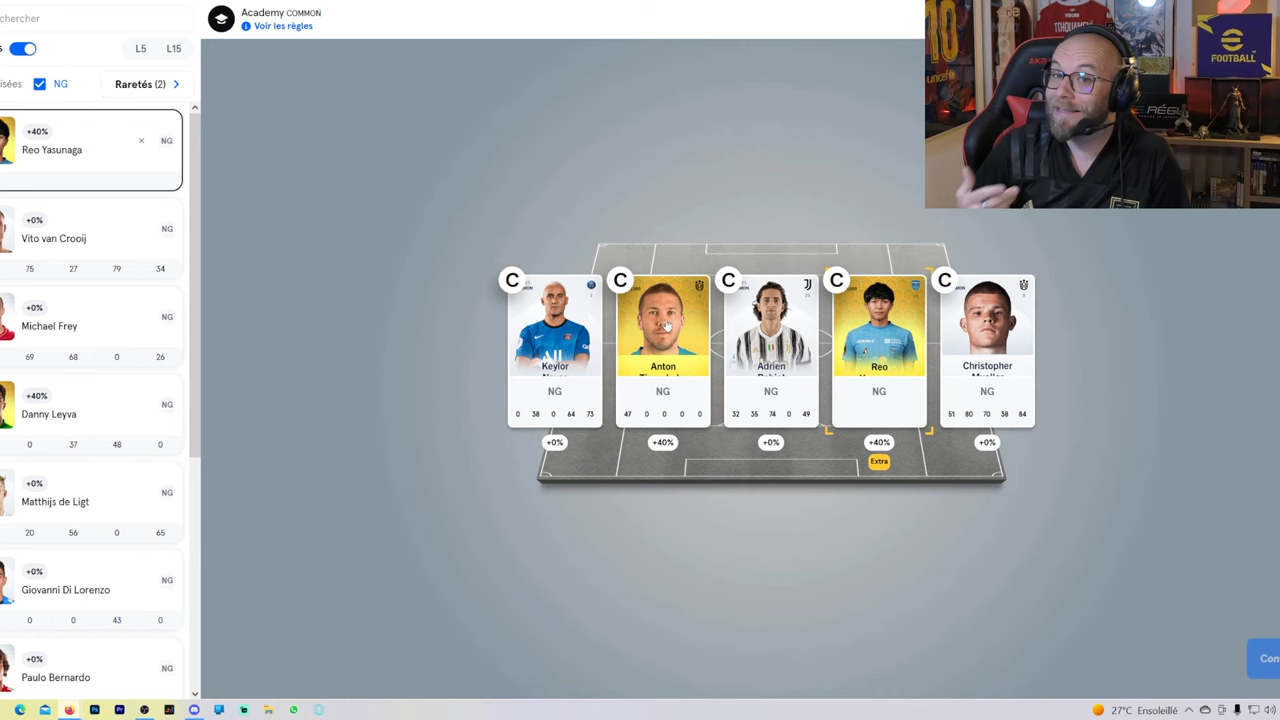 chercher
Academy COMMON
Voir les règles
L5 L15
isées NG Raretés (2)
+40%
Reo Yasunaga
NG
+0%
Vito van Crooij
NG
75 27 79 34
+0%
Michael Frey
NG
69 68 0 26
+40%
Danny Leyva
NG
0 37 48 0
+0%
Matthijs de Ligt
NG
20 56 0 65
+0%
Giovanni Di Lorenzo
NG
0 0 43 0
+0%
Paulo Bernardo
NG
C C C C C
Keylor Anton Adrien Reo Christopher
NG NG NG NG NG
0 38 0 64 73
47 0 0 0 0
32 35 74 0 49
51 80 70 38 84
+0% +40% +0% +40% +0%
Extra
Con
FOOTBALL
TCHOUAMENI
10
unicef
27°C Ensoleillé